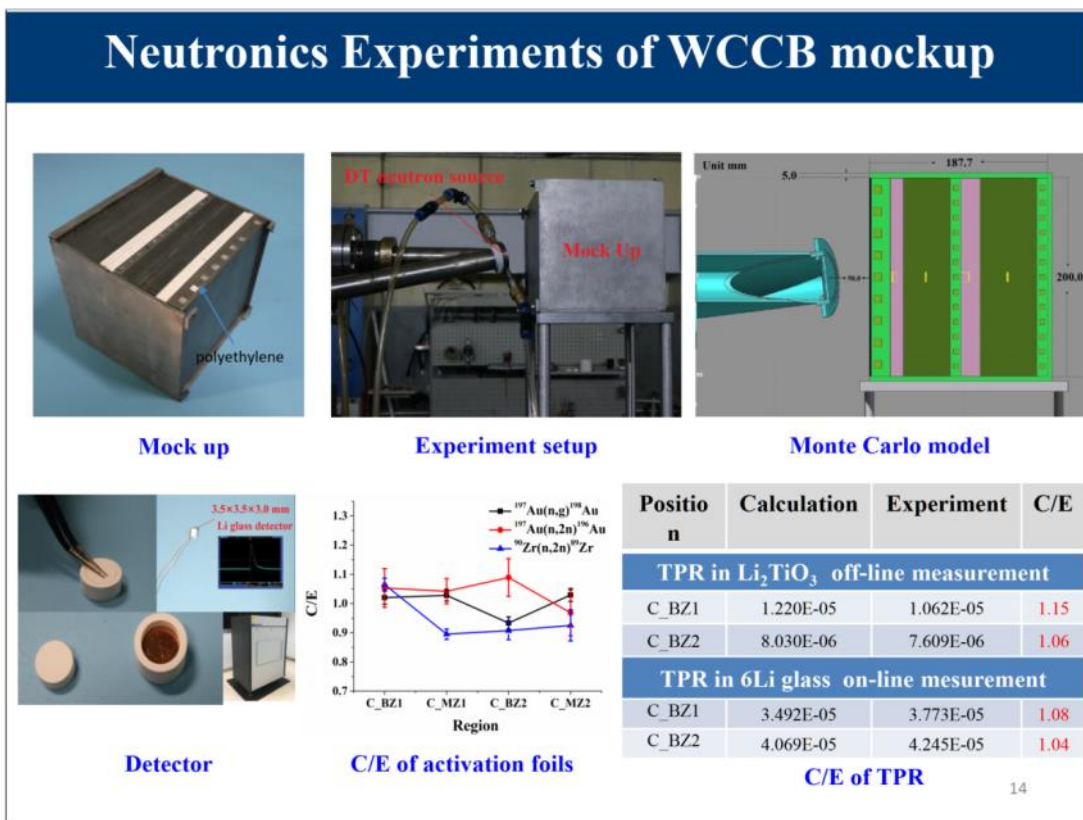 Neutronics Experiments of WCCB mockup
polyethylene
Mock up
DT neutron source
Mock Up
Experiment setup
Unit mm
187.7
5.0
50.0
200.0
Monte Carlo model
3.5×3.5×3.0 mm
Li glass detector
Detector
1.3
1.2
1.1
1.0
0.9
0.8
0.7
C/E
¹⁹⁷Au(n,g)¹⁹⁸Au
¹⁹⁷Au(n,2n)¹⁹⁶Au
⁹⁰Zr(n,2n)⁸⁹Zr
C_BZ1 C_MZ1 C_BZ2 C_MZ2
Region
C/E of activation foils
Positio Calculation Experiment C/E
n
TPR in Li₂TiO₃ off-line measurement
C_BZ1 1.220E-05 1.062E-05 1.15
C_BZ2 8.030E-06 7.609E-06 1.06
TPR in 6Li glass on-line mesurement
C_BZ1 3.492E-05 3.773E-05 1.08
C_BZ2 4.069E-05 4.245E-05 1.04
C/E of TPR
14